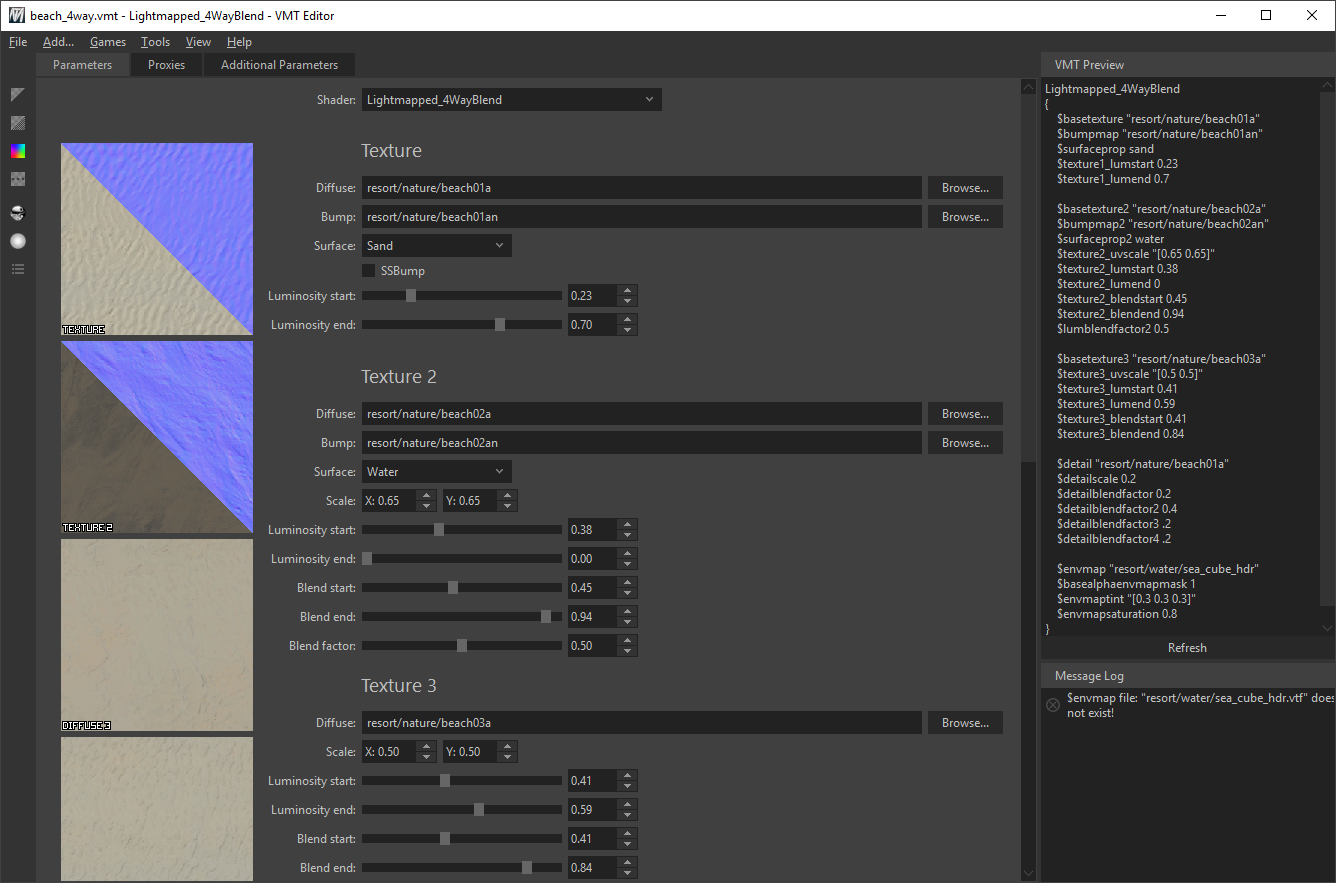 beach_4way.vmt - Lightmapped_4WayBlend - VMT Editor
File Add... Games Tools View Help
Parameters Proxies Additional Parameters
Shader: Lightmapped_4WayBlend
Texture
Diffuse: resort/nature/beach01a Browse...
Bump: resort/nature/beach01an Browse...
Surface: Sand
SSBump
Luminosity start: 0.23
Luminosity end: 0.70
TEXTURE
Texture 2
Diffuse: resort/nature/beach02a Browse...
Bump: resort/nature/beach02an Browse...
Surface: Water
Scale: X: 0.65 Y: 0.65
Luminosity start: 0.38
TEXTURE 2
Luminosity end: 0.00
Blend start: 0.45
Blend end: 0.94
Blend factor: 0.50
Texture 3
Diffuse: resort/nature/beach03a Browse...
DIFFUSE 3
Scale: X: 0.50 Y: 0.50
Luminosity start: 0.41
Luminosity end: 0.59
Blend start: 0.41
Blend end: 0.84
VMT Preview
Lightmapped_4WayBlend
{
$basetexture "resort/nature/beach01a"
$bumpmap "resort/nature/beach01an"
$surfaceprop sand
$texture1_lumstart 0.23
$texture1_lumend 0.7
$basetexture2 "resort/nature/beach02a"
$bumpmap2 "resort/nature/beach02an"
$surfaceprop2 water
$texture2_uvscale "[0.65 0.65]"
$texture2_lumstart 0.38
$texture2_lumend 0
$texture2_blendstart 0.45
$texture2_blendend 0.94
$lumblendfactor2 0.5
$basetexture3 "resort/nature/beach03a"
$texture3_uvscale "[0.5 0.5]"
$texture3_lumstart 0.41
$texture3_lumend 0.59
$texture3_blendstart 0.41
$texture3_blendend 0.84
$detail "resort/nature/beach01a"
$detailscale 0.2
$detailblendfactor 0.2
$detailblendfactor2 0.4
$detailblendfactor3 .2
$detailblendfactor4 .2
$envmap "resort/water/sea_cube_hdr"
$basealphaenvmapmask 1
$envmaptint "[0.3 0.3 0.3]"
$envmapsaturation 0.8
}
Refresh
Message Log
$envmap file: "resort/water/sea_cube_hdr.vtf" does
not exist!